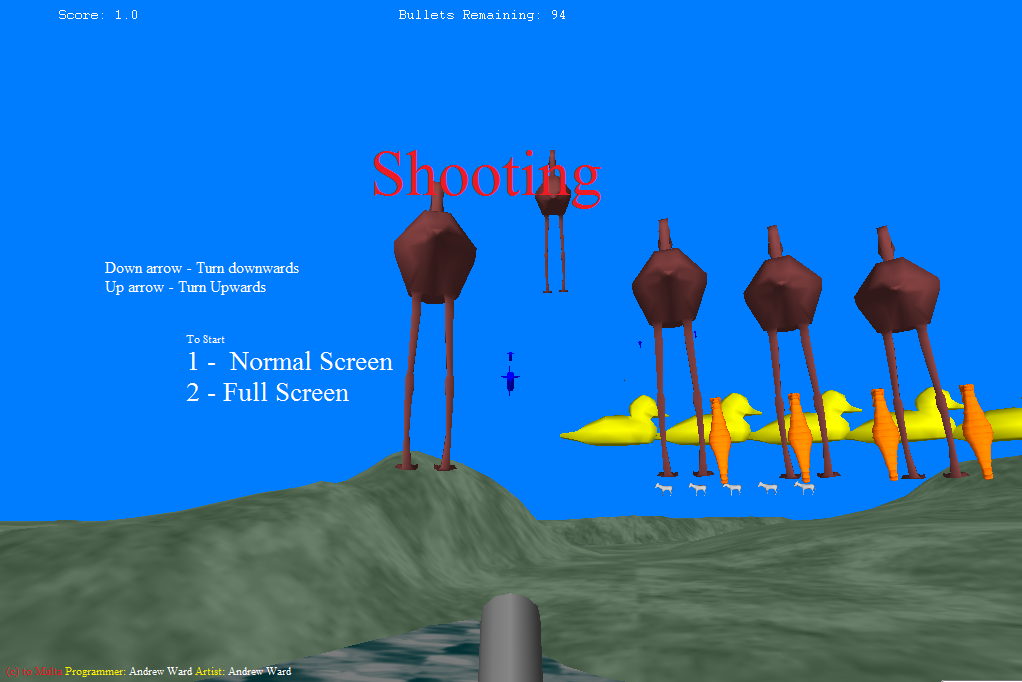 Score: 1.0 Bullets Remaining: 94
Shooting
Down arrow - Turn downwards
Up arrow - Turn Upwards
To Start
1 - Normal Screen
2 - Full Screen
(c) to Programmer: Andrew Ward Artist: Andrew Ward